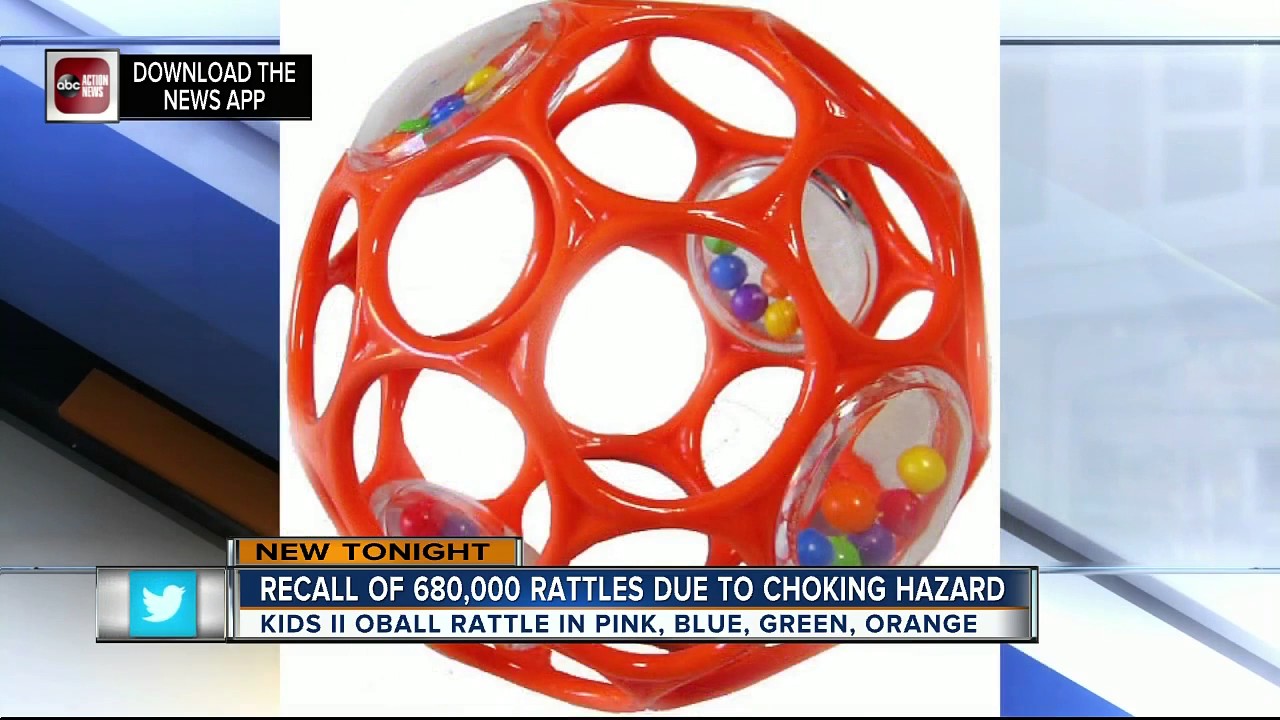 abc ACTION NEWS
DOWNLOAD THE
NEWS APP
NEW TONIGHT
RECALL OF 680,000 RATTLES DUE TO CHOKING HAZARD
KIDS II OBALL RATTLE IN PINK, BLUE, GREEN, ORANGE